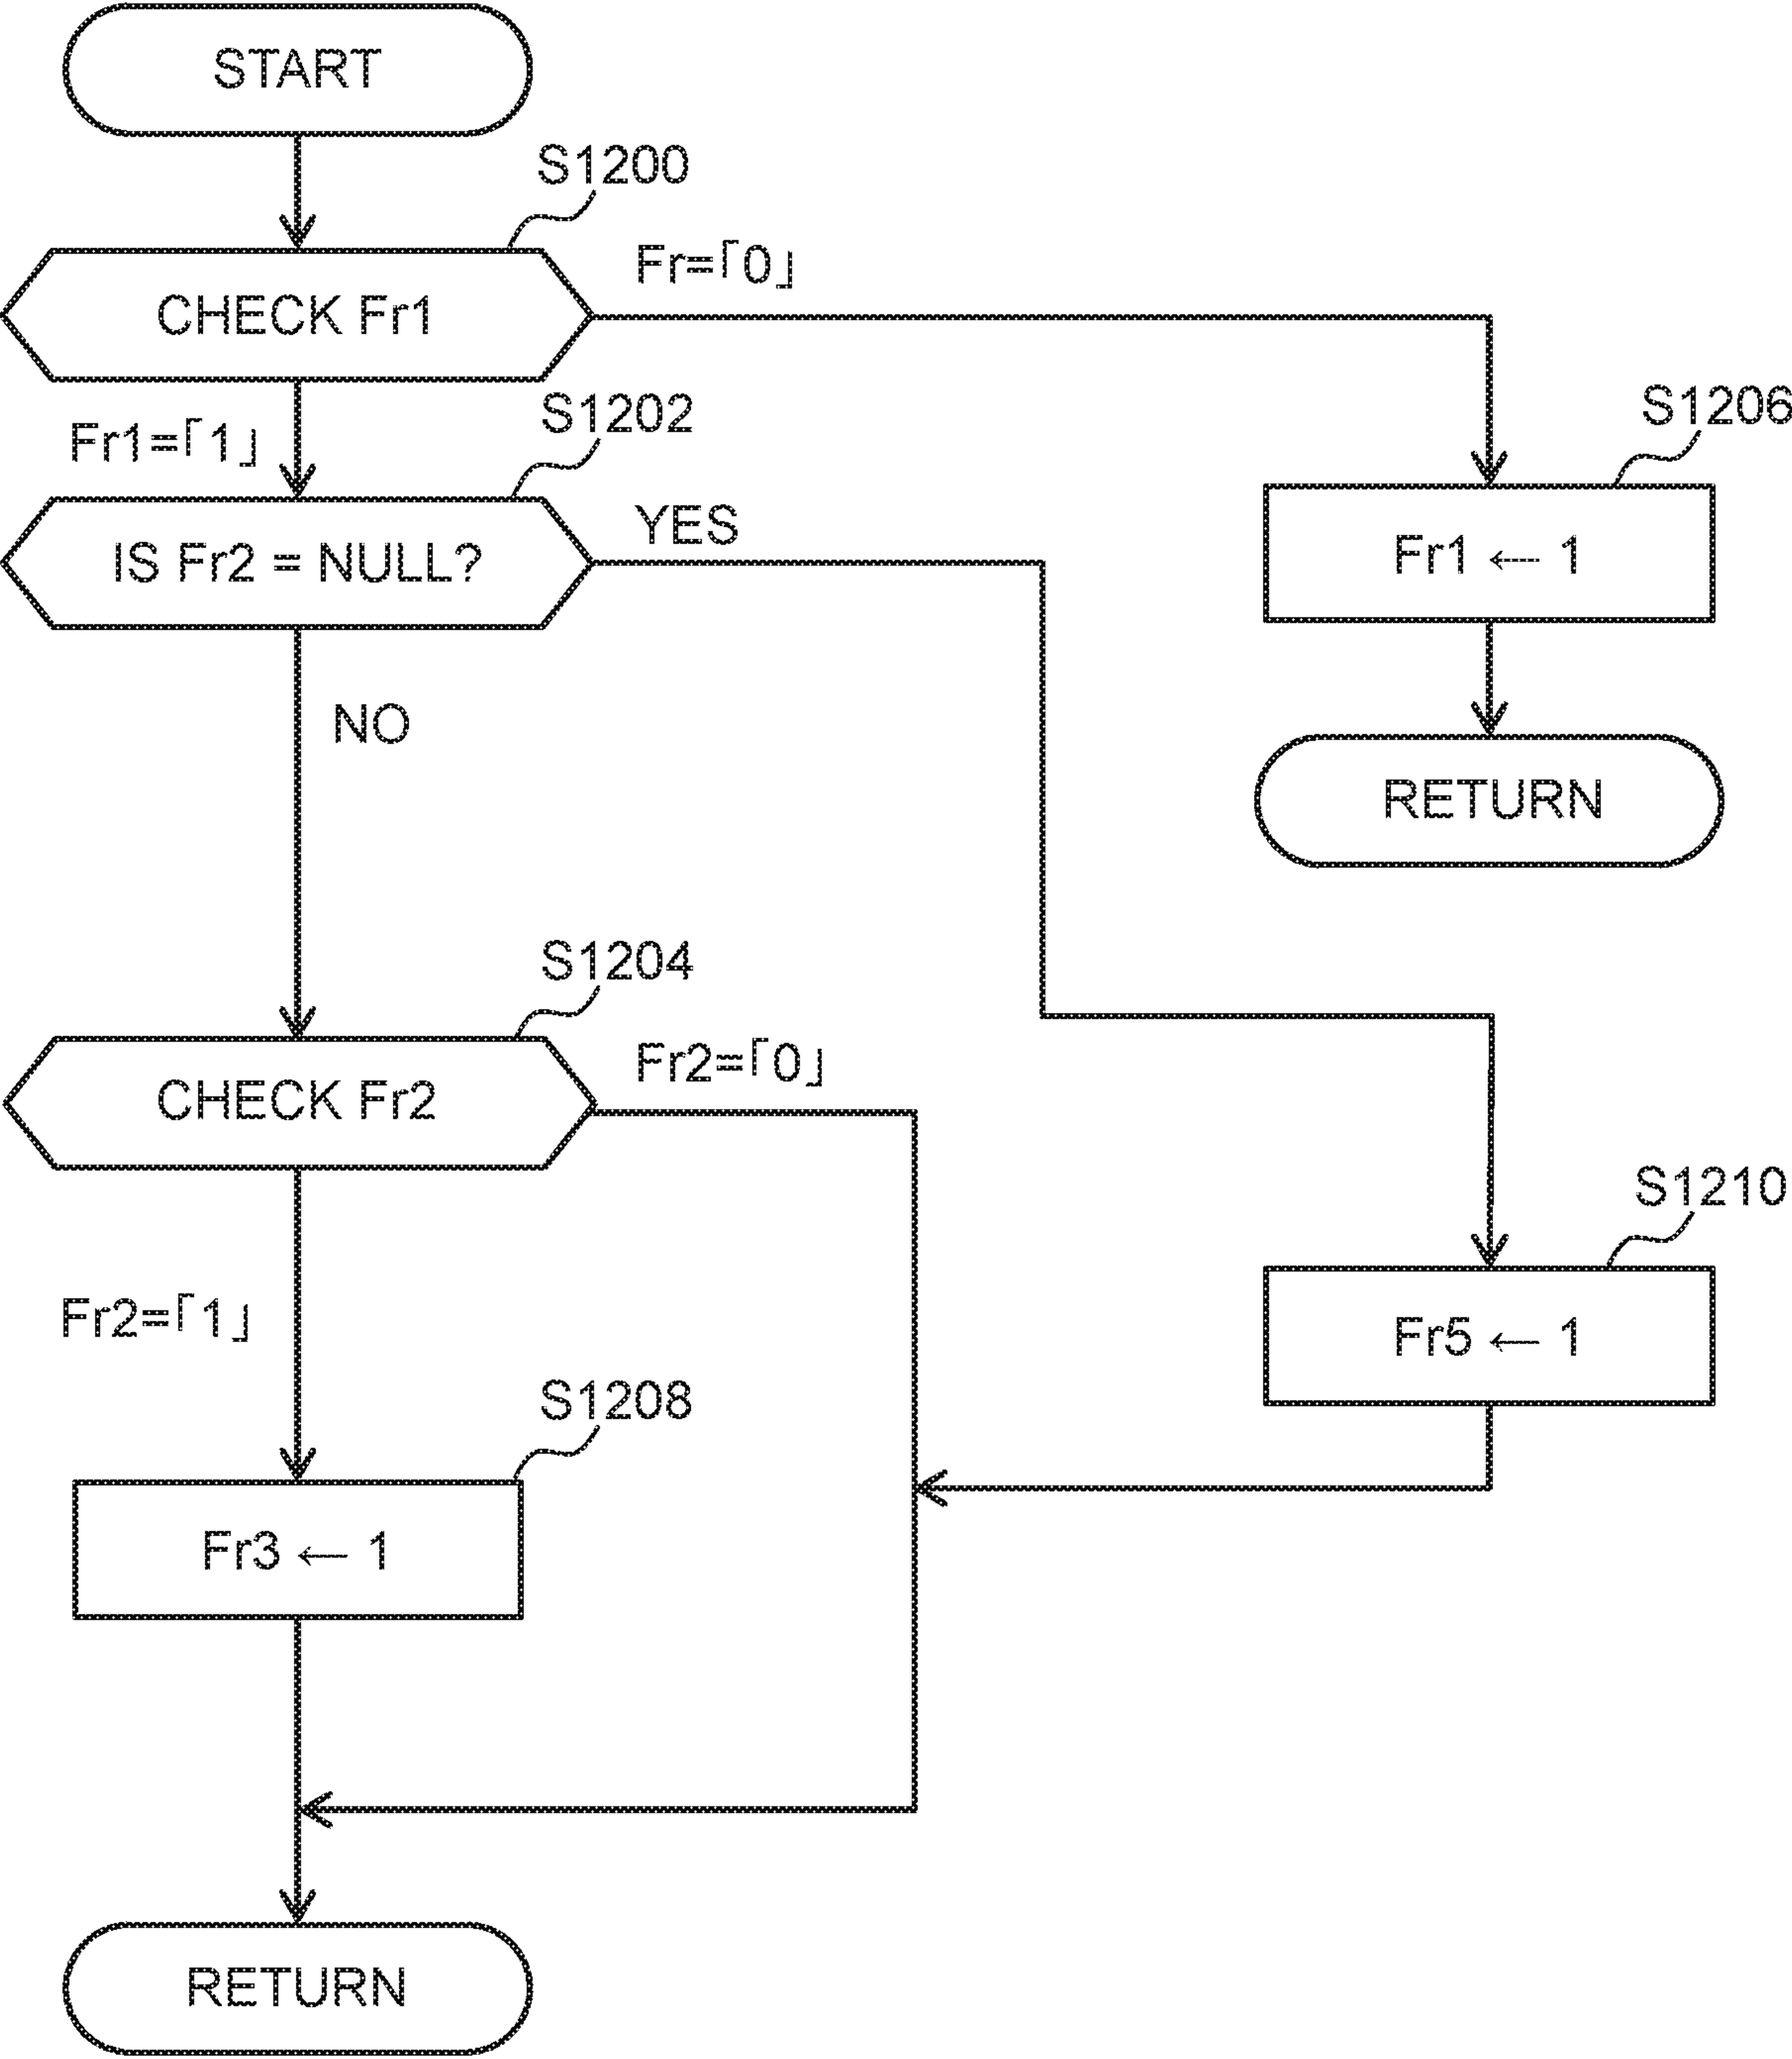 START
S1200
CHECK Fr1
Fr=「0」
Fr1=「1」
S1202
S1206
IS Fr2 = NULL?
YES
Fr1 ← 1
NO
RETURN
S1204
CHECK Fr2
Fr2=「0」
S1210
Fr2=「1」
Fr5 ← 1
S1208
Fr3 ← 1
RETURN